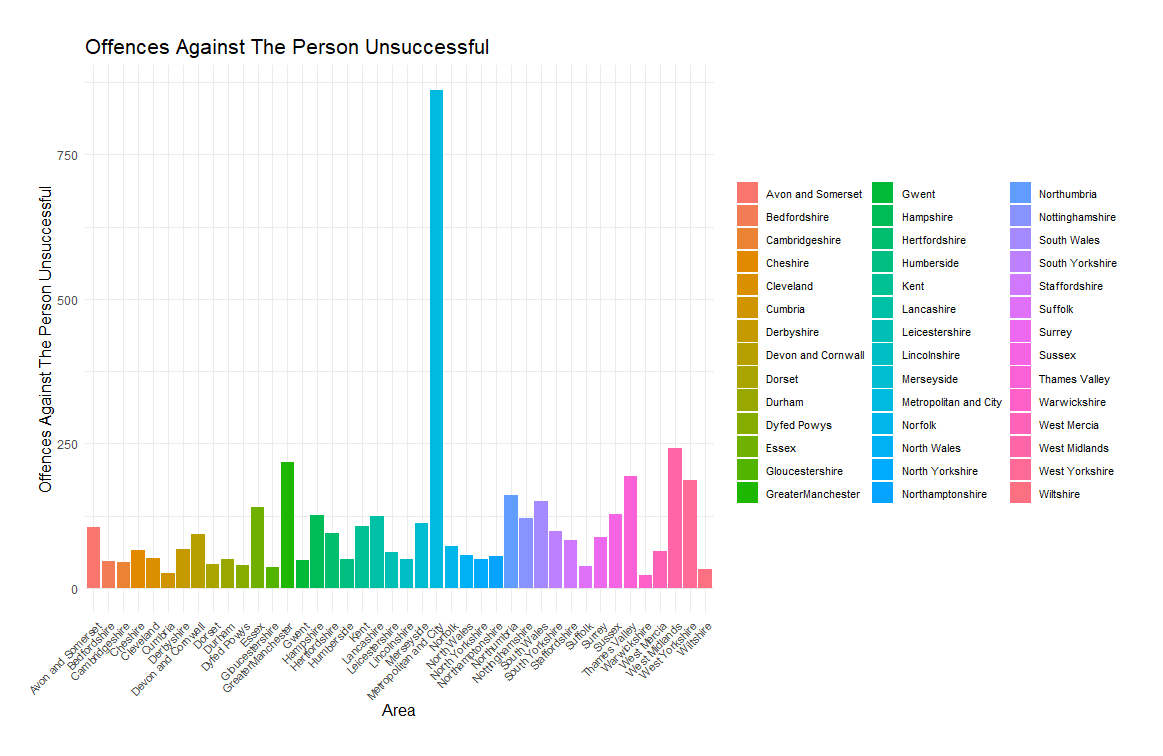 Offences Against The Person Unsuccessful
Offences Against The Person Unsuccessful
750
500
250
0
Avon and Somerset
Bedfordshire
Cambridgeshire
Cheshire
Cleveland
Cumbria
Derbyshire
Devon and Cornwall
Dorset
Durham
Dyfed Powys
Essex
Gloucestershire
GreaterManchester
Gwent
Hampshire
Hertfordshire
Humberside
Kent
Lancashire
Leicestershire
Lincolnshire
Merseyside
Metropolitan and City
Norfolk
North Wales
North Yorkshire
Northamptonshire
Northumbria
Nottinghamshire
South Wales
South Yorkshire
Staffordshire
Suffolk
Surrey
Sussex
Thames Valley
Warwickshire
West Mercia
West Midlands
West Yorkshire
Wiltshire
Area
Avon and Somerset
Bedfordshire
Cambridgeshire
Cheshire
Cleveland
Cumbria
Derbyshire
Devon and Cornwall
Dorset
Durham
Dyfed Powys
Essex
Gloucestershire
GreaterManchester
Gwent
Hampshire
Hertfordshire
Humberside
Kent
Lancashire
Leicestershire
Lincolnshire
Merseyside
Metropolitan and City
Norfolk
North Wales
North Yorkshire
Northamptonshire
Northumbria
Nottinghamshire
South Wales
South Yorkshire
Staffordshire
Suffolk
Surrey
Sussex
Thames Valley
Warwickshire
West Mercia
West Midlands
West Yorkshire
Wiltshire